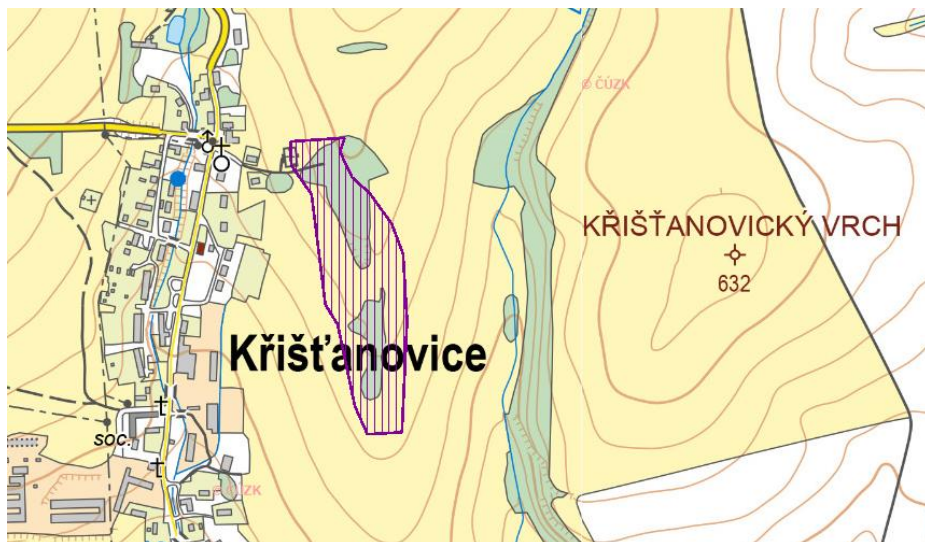 © ČÚZK
KŘIŠŤANOVICKÝ VRCH
632
Křišťanovice
soc.
© ČÚZK